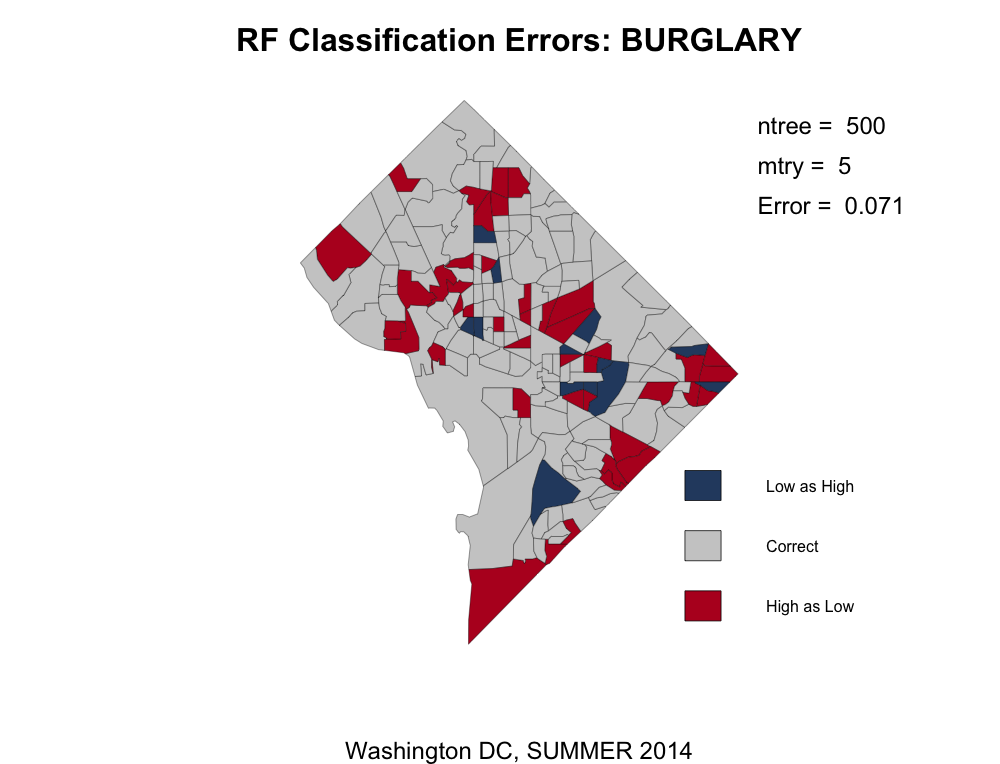 RF Classification Errors: BURGLARY
ntree =  500
mtry =  5
Error =  0.071
Low as High
Correct
High as Low
Washington DC, SUMMER 2014